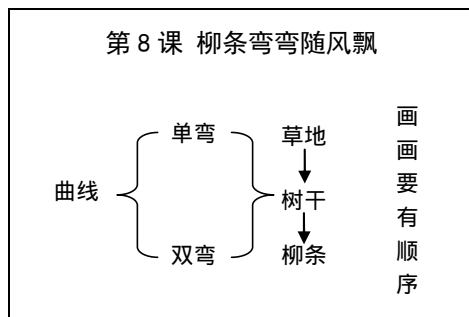 第 8 课 柳条弯弯随风飘
单弯
草地
曲线
树干
双弯
柳条
画画要有顺序